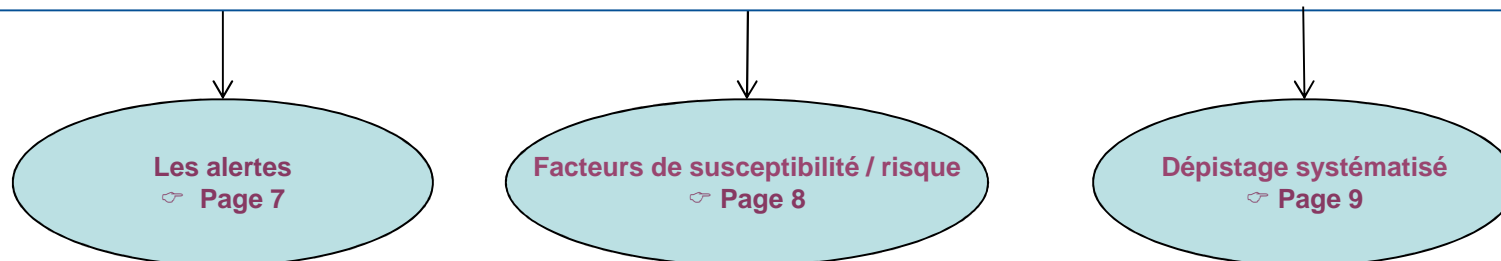 Les alertes
☞ Page 7
Facteurs de susceptibilité / risque
☞ Page 8
Dépistage systématisé
☞ Page 9